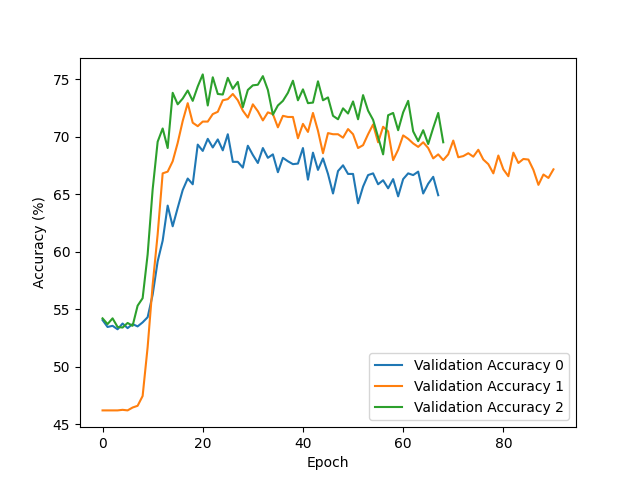 75
70
65
60
55
50
45
Accuracy (%)
0 20 40 60 80
Epoch
Validation Accuracy 0
Validation Accuracy 1
Validation Accuracy 2